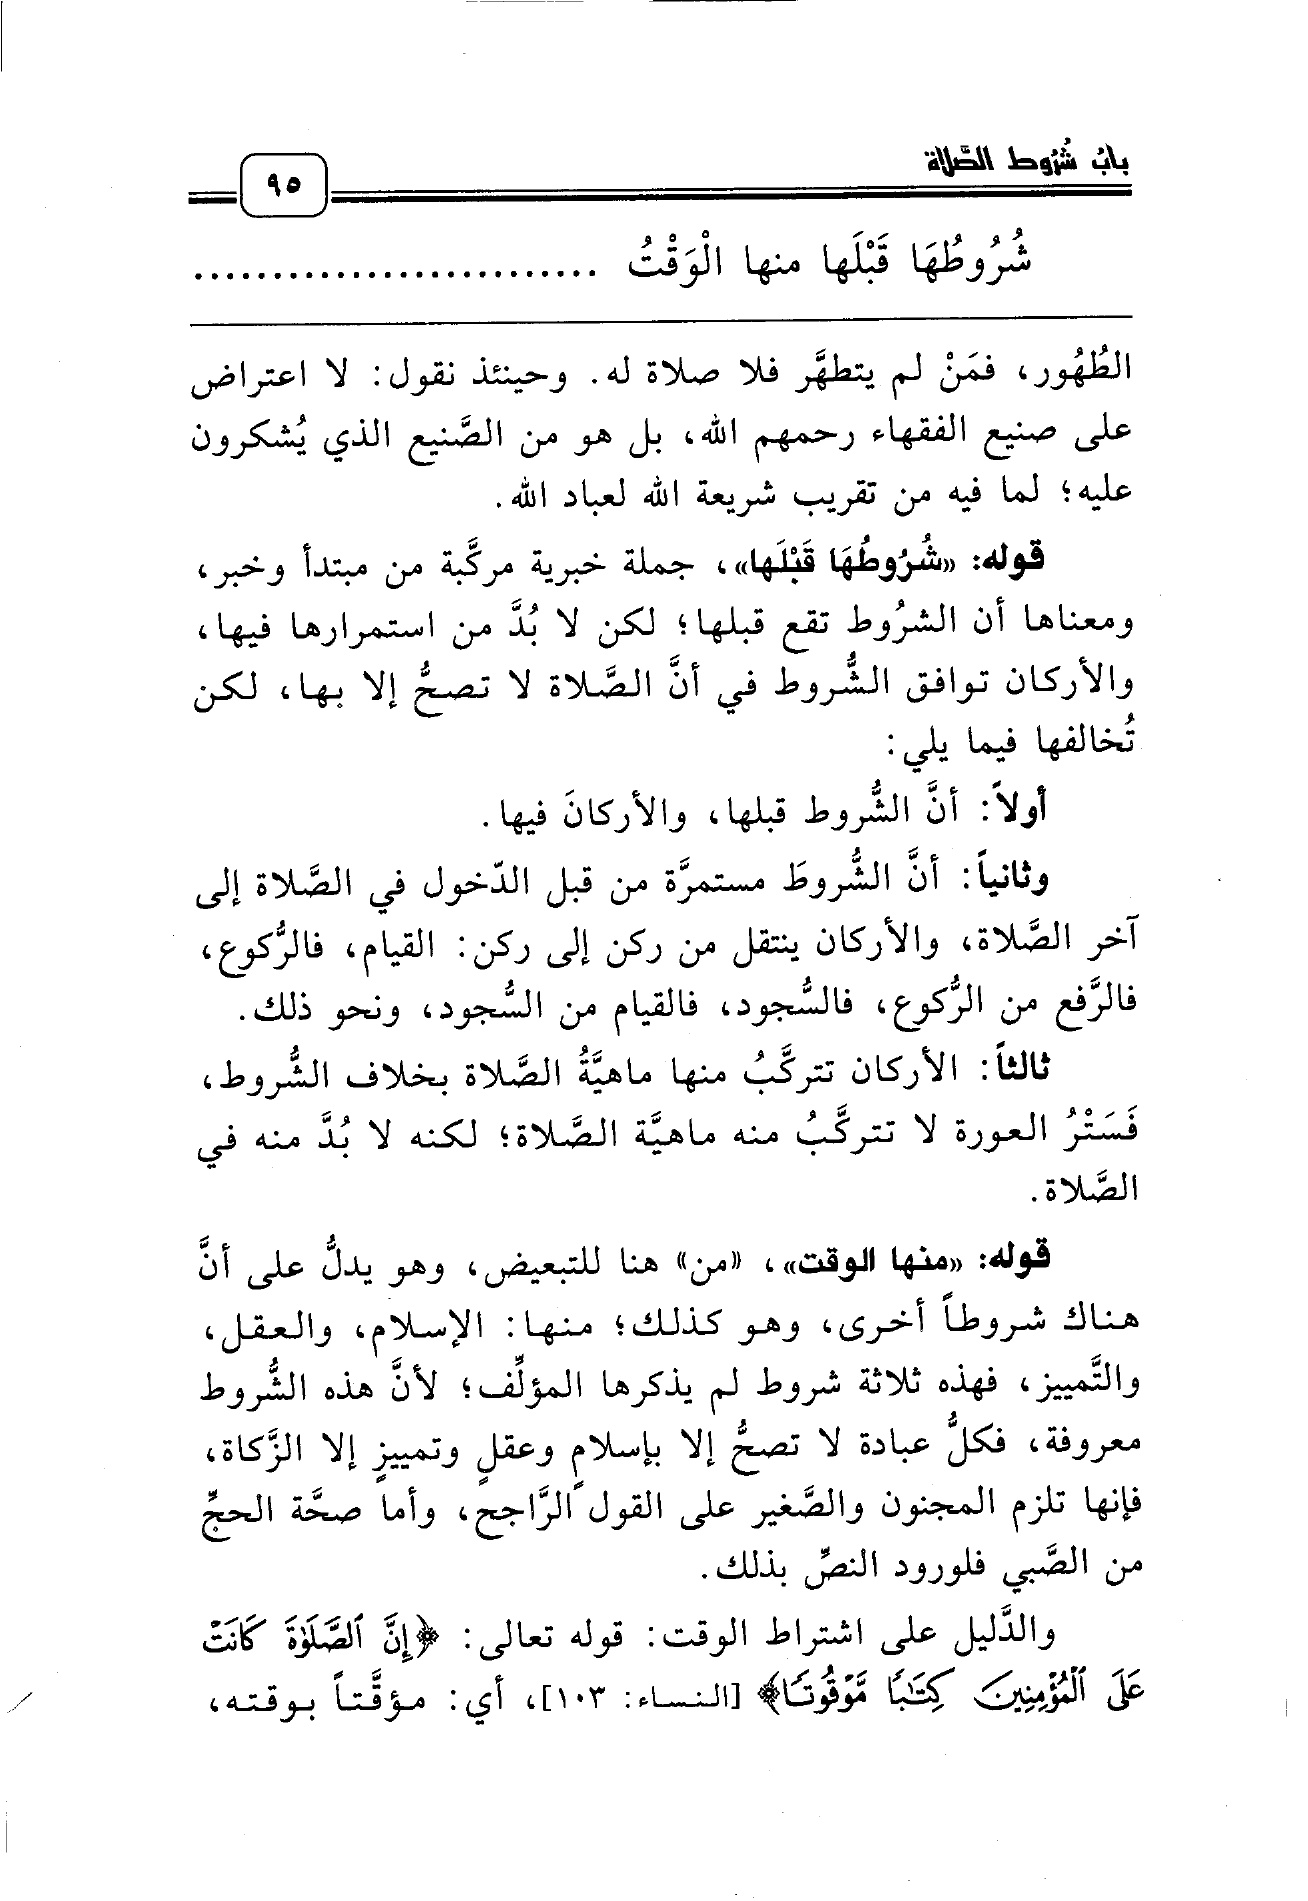 بابُ شُرُوط الصَّلاة
٩٥
شُرُوطُهَا قَبْلَها منها الْوَقْتُ ..........................
الطُهُور، فمَنْ لم يتطهَّر فلا صلاة له. وحينئذ نقول: لا اعتراض
على صنيع الفقهاء رحمهم الله، بل هو من الصَّنيع الذي يُشكرون
عليه؛ لما فيه من تقريب شريعة الله لعباد الله.
قوله: «شُرُوطُهَا قَبْلَها»، جملة خبرية مركَّبة من مبتدأ وخبر،
ومعناها أن الشرُوط تقع قبلها؛ لكن لا بُدَّ من استمرارها فيها،
والأركان توافق الشُّروط في أنَّ الصَّلاة لا تصحُّ إلا بها، لكن
تُخالفها فيما يلي:
أولاً: أنَّ الشُّروط قبلها، والأركانَ فيها.
وثانياً: أنَّ الشُّروطَ مستمرَّة من قبل الدّخول في الصَّلاة إلى
آخر الصَّلاة، والأركان ينتقل من ركن إلى ركن: القيام، فالرُّكوع،
فالرَّفع من الرُّكوع، فالسُّجود، فالقيام من السُّجود، ونحو ذلك.
ثالثاً: الأركان تتركَّبُ منها ماهيَّةُ الصَّلاة بخلاف الشُّروط،
فَسَتْرُ العورة لا تتركَّبُ منه ماهيَّة الصَّلاة؛ لكنه لا بُدَّ منه في
الصَّلاة.
قوله: «منها الوقت»، «من» هنا للتبعيض، وهو يدلُّ على أنَّ
هناك شروطاً أخرى، وهو كذلك؛ منها: الإسلام، والعقل،
والتَّمييز، فهذه ثلاثة شروط لم يذكرها المؤلِّف؛ لأنَّ هذه الشُّروط
معروفة، فكلُّ عبادة لا تصحُّ إلا بإسلامٍ وعقلٍ وتمييزٍ إلا الزَّكاة،
فإنها تلزم المجنون والصَّغير على القول الرَّاجح، وأما صحَّة الحجِّ
من الصَّبي فلورود النصِّ بذلك.
والدَّليل على اشتراط الوقت: قوله تعالى: ﴿إِنَّ ٱلصَّلَوٰةَ كَانَتْ
عَلَى ٱلْمُؤْمِنِينَ كِتَٰبًا مَّوْقُوتًا﴾ [النساء: ١٠٣]، أي: مؤقَّتاً بوقته،